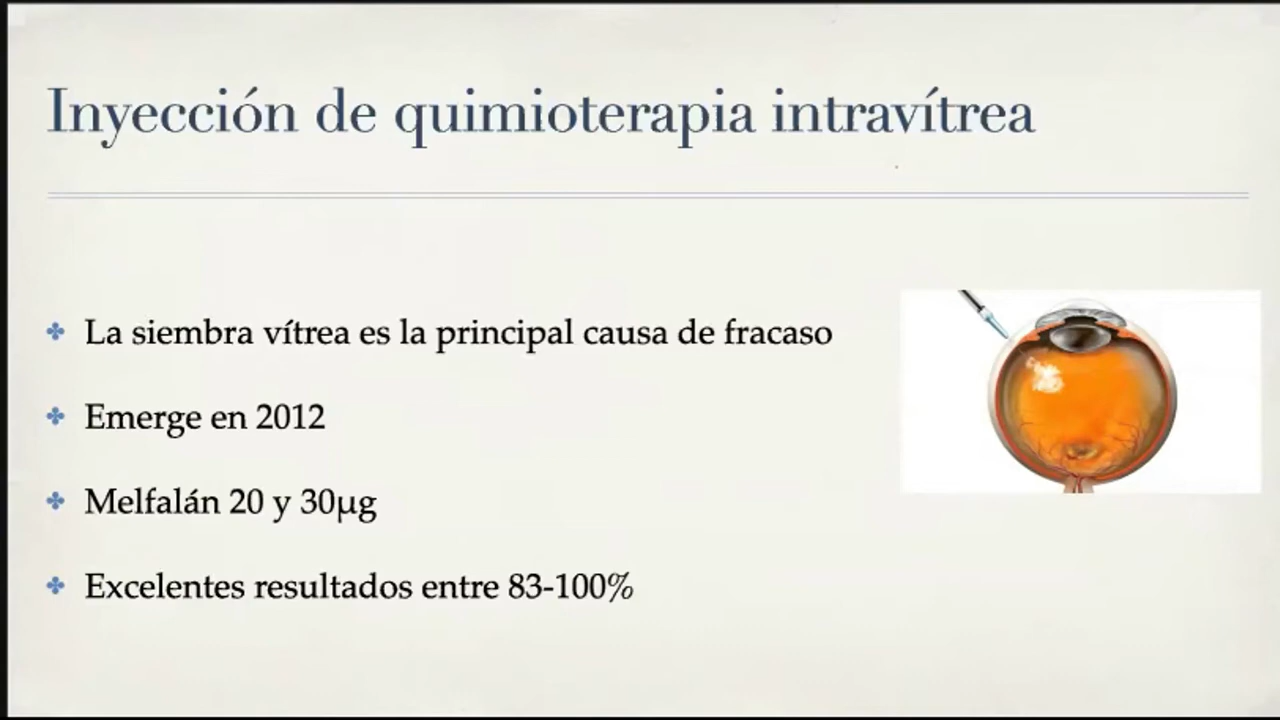 Inyección de quimioterapia intravítrea
La siembra vítrea es la principal causa de fracaso
Emerge en 2012
Melfalán 20 y 30µg
Excelentes resultados entre 83-100%